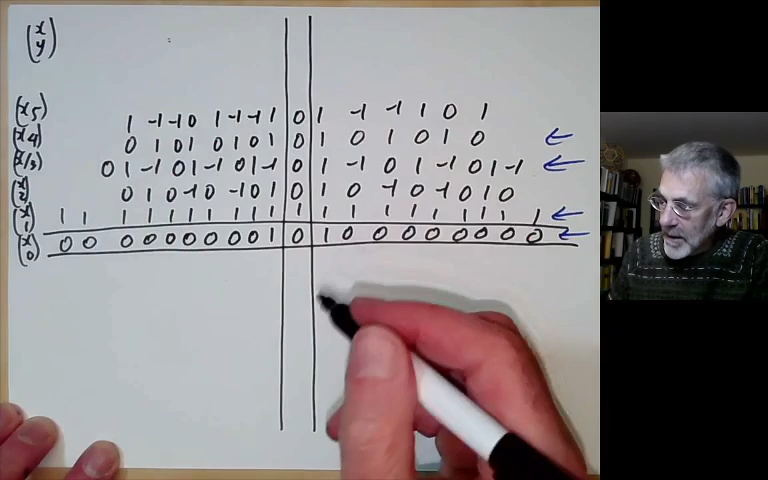 (x y)
(x 5) 1 -1 -1 0 1 -1 -1 1 0 1 -1 -1 1 0 1
(x 4) 0 1 0 1 0 1 0 1 0 1 0 1 0 1 0 ←
(x/3) 0 1 -1 0 1 -1 0 1 -1 0 1 -1 0 1 -1 0 1 -1 ←
(x 2) 0 1 0 -1 0 -1 0 1 0 1 0 -1 0 -1 0 1 0
(x 1) 1 1 1 1 1 1 1 1 1 1 1 1 1 1 1 1 1 1 1 1 ←
(x 0) 0 0 0 0 0 0 0 0 0 1 0 1 0 0 0 0 0 0 0 0 ←